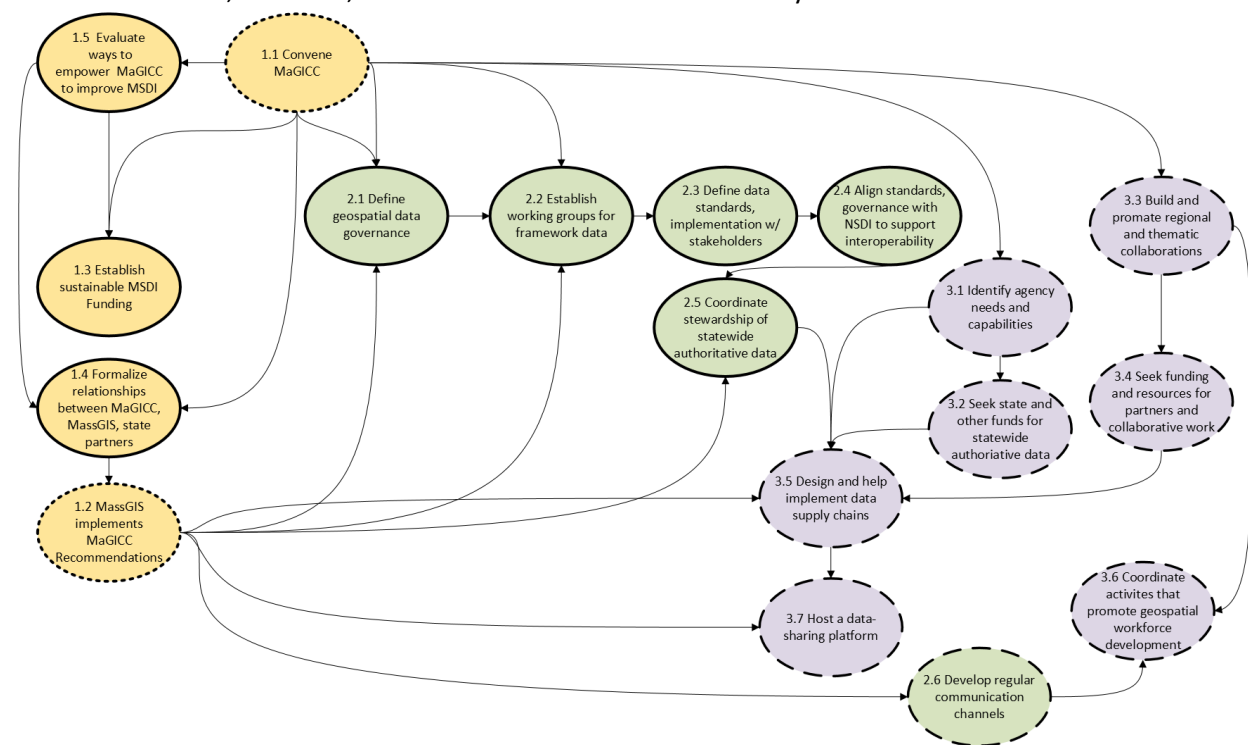 1.5 Evaluate
ways to
empower MaGICC
to improve MSDI
1.1 Convene
MaGICC
2.1 Define
geospatial data
governance
2.2 Establish
working groups for
framework data
2.3 Define data
standards,
implementation w/
stakeholders
2.4 Align standards,
governance with
NSDI to support
interoperability
3.3 Build and
promate regional
and thematic
collaborations
1.3 Establish
sustainable MSDI
Funding
2.5 Coordinate
stewardship of
statewide
authoritative data
3.1 Identify agency
needs and
capabilities
1.4 Formalize
relationships
between MaGICC,
MassGIS, state
partners
3.2 Seek state and
other funds for
statewide
authoriative data
3.4 Seek funding
and resources for
partners and
collaborative work
1.2 MassGIS
implements
MaGICC
Recommendations
3.5 Design and help
implement data
supply chains
3.7 Host a data-
sharing platform
3.6 Coordinate
activites that
promote geospatial
workforce
development
2.6 Develop regular
communication
channels